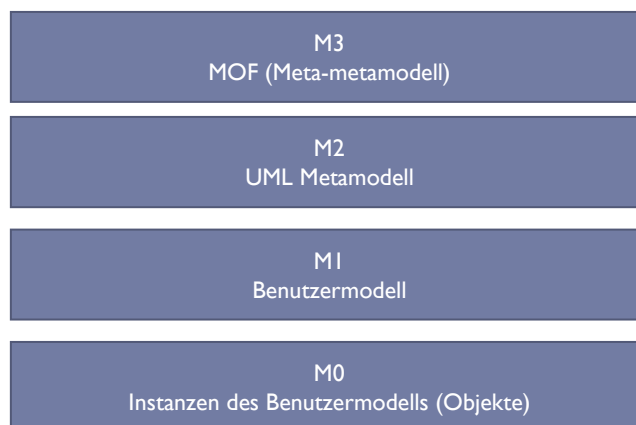 M3
MOF (Meta-metamodell)
M2
UML Metamodell
M1
Benutzermodell
M0
Instanzen des Benutzermodells (Objekte)